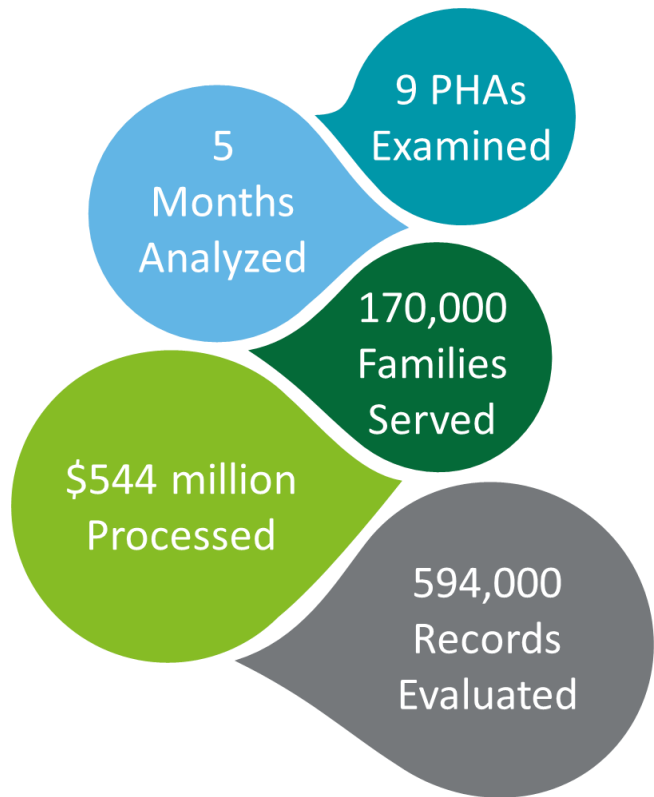 9 PHAs
Examined
5
Months
Analyzed
170,000
Families
Served
$544 million
Processed
594,000
Records
Evaluated